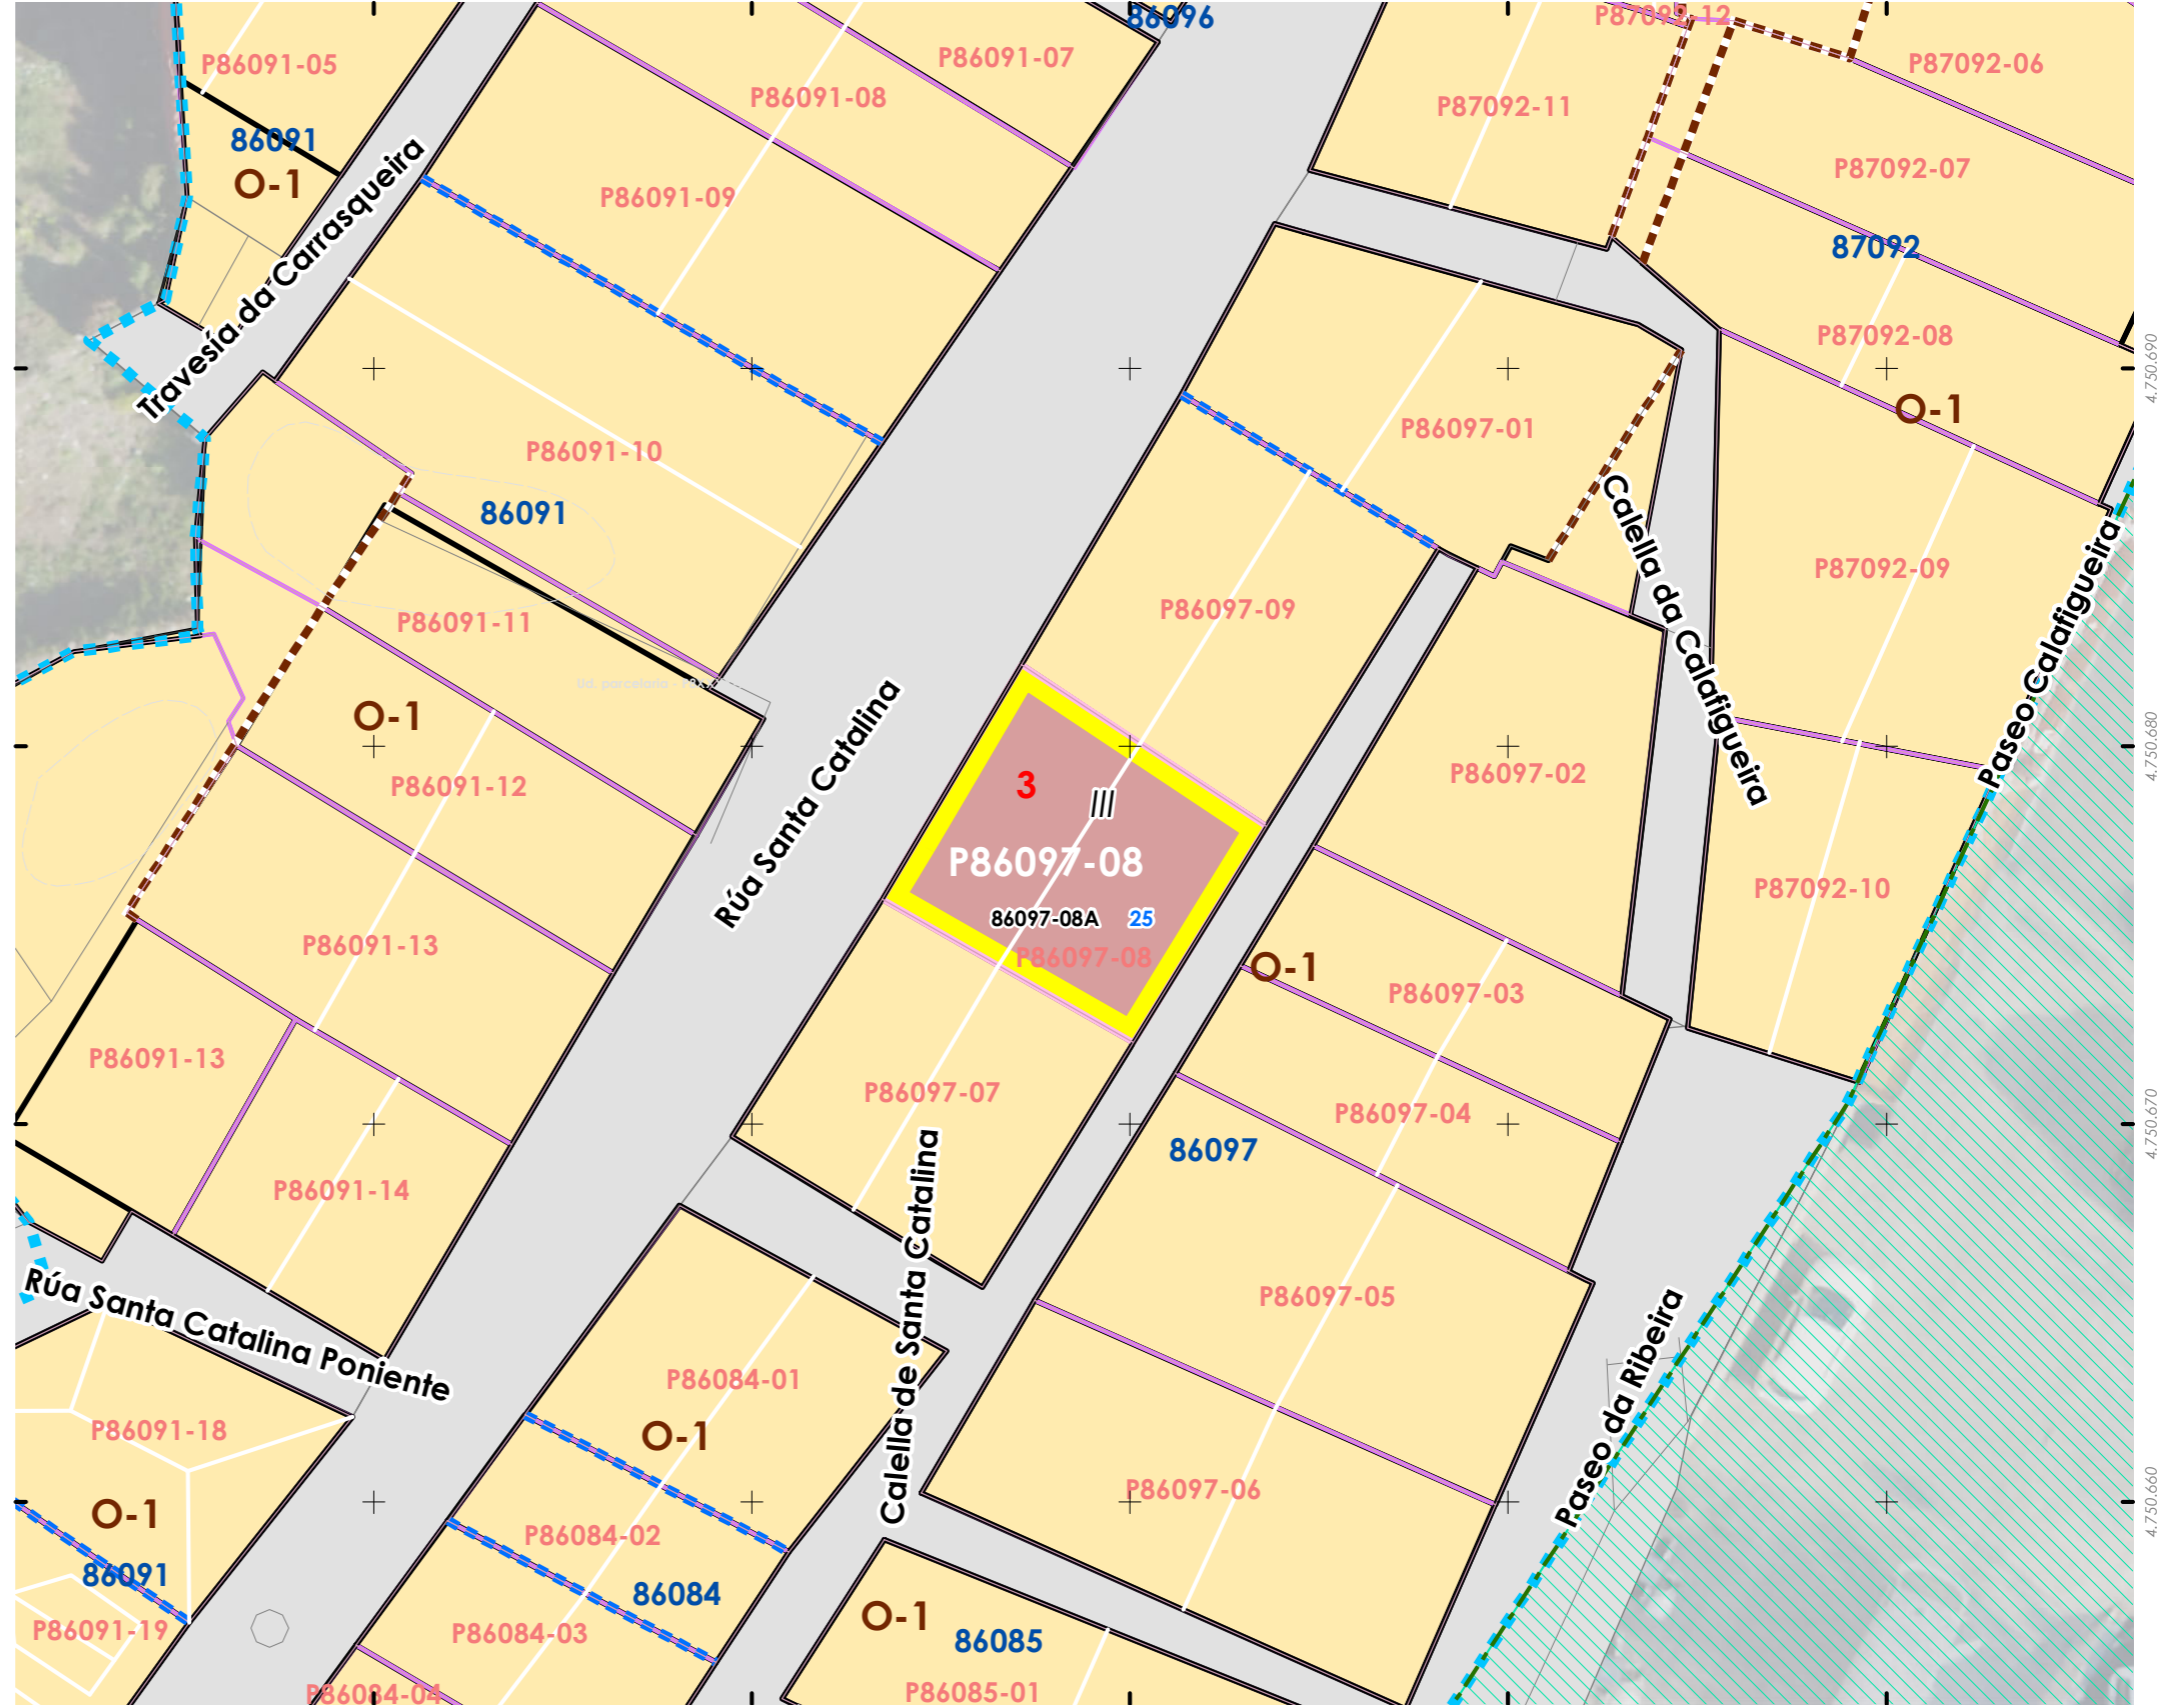 86096
P87092-12
P86091-05
P86091-07
P87092-06
P86091-08
P87092-11
86091
O-1
P86091-09
P87092-07
87092
Travesía da Carrasqueira
P87092-08
4.750.690
O-1
P86097-01
P86091-10
86091
Calella da Calafigueira
P87092-09
Paseo Calafigueira
P86091-11
P86097-09
Ud. parcelaria - P8
O-1
Rúa Santa Catalina
P86091-12
3
III
P86097-02
4.750.680
P86097-08
P87092-10
86097-08A 25
P86091-13
P86097-08
O-1
P86097-03
P86091-13
P86097-07
P86097-04
4.750.670
86097
P86091-14
Calella de Santa Catalina
Rúa Santa Catalina Poniente
P86097-05
Paseo da Ribeira
P86084-01
P86091-18
O-1
P86097-06
O-1
4.750.660
P86084-02
86091
86084
P86091-19
P86084-03
O-1
86085
P86084-04
P86085-01